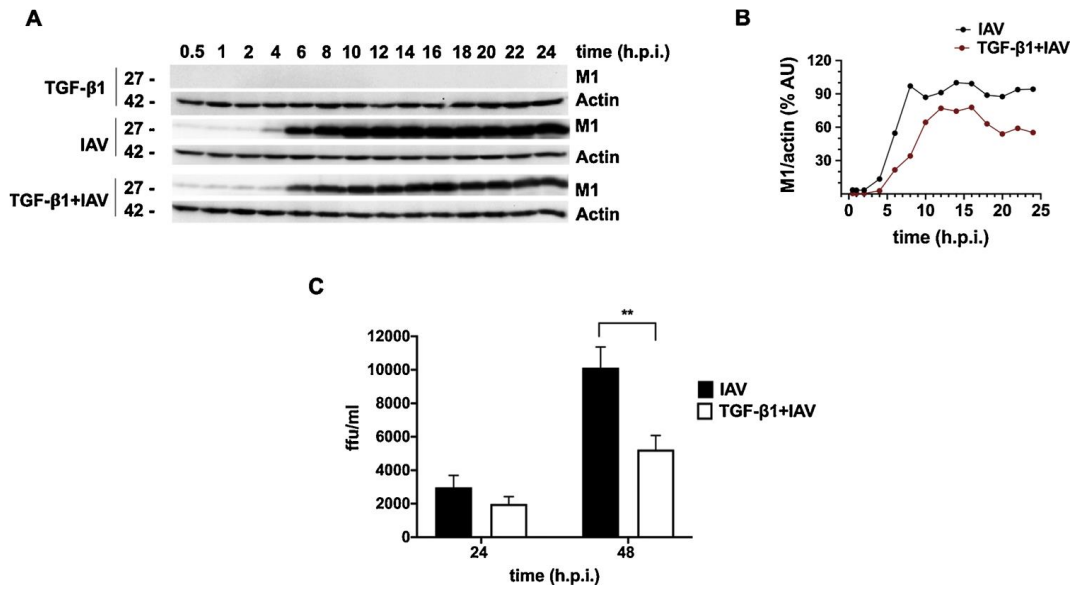 A
0.5 1 2 4 6 8 10 12 14 16 18 20 22 24 time (h.p.i.)
TGF-β1
27 -
M1
42 -
Actin
IAV
27 -
M1
42 -
Actin
TGF-β1+IAV
27 -
M1
42 -
Actin
B
IAV
TGF-β1+IAV
M1/actin (% AU)
120
90
60
30
0 5 10 15 20 25
time (h.p.i.)
C
**
ffu/ml
12000
10000
8000
6000
4000
2000
0
24 48
time (h.p.i.)
IAV
TGF-β1+IAV